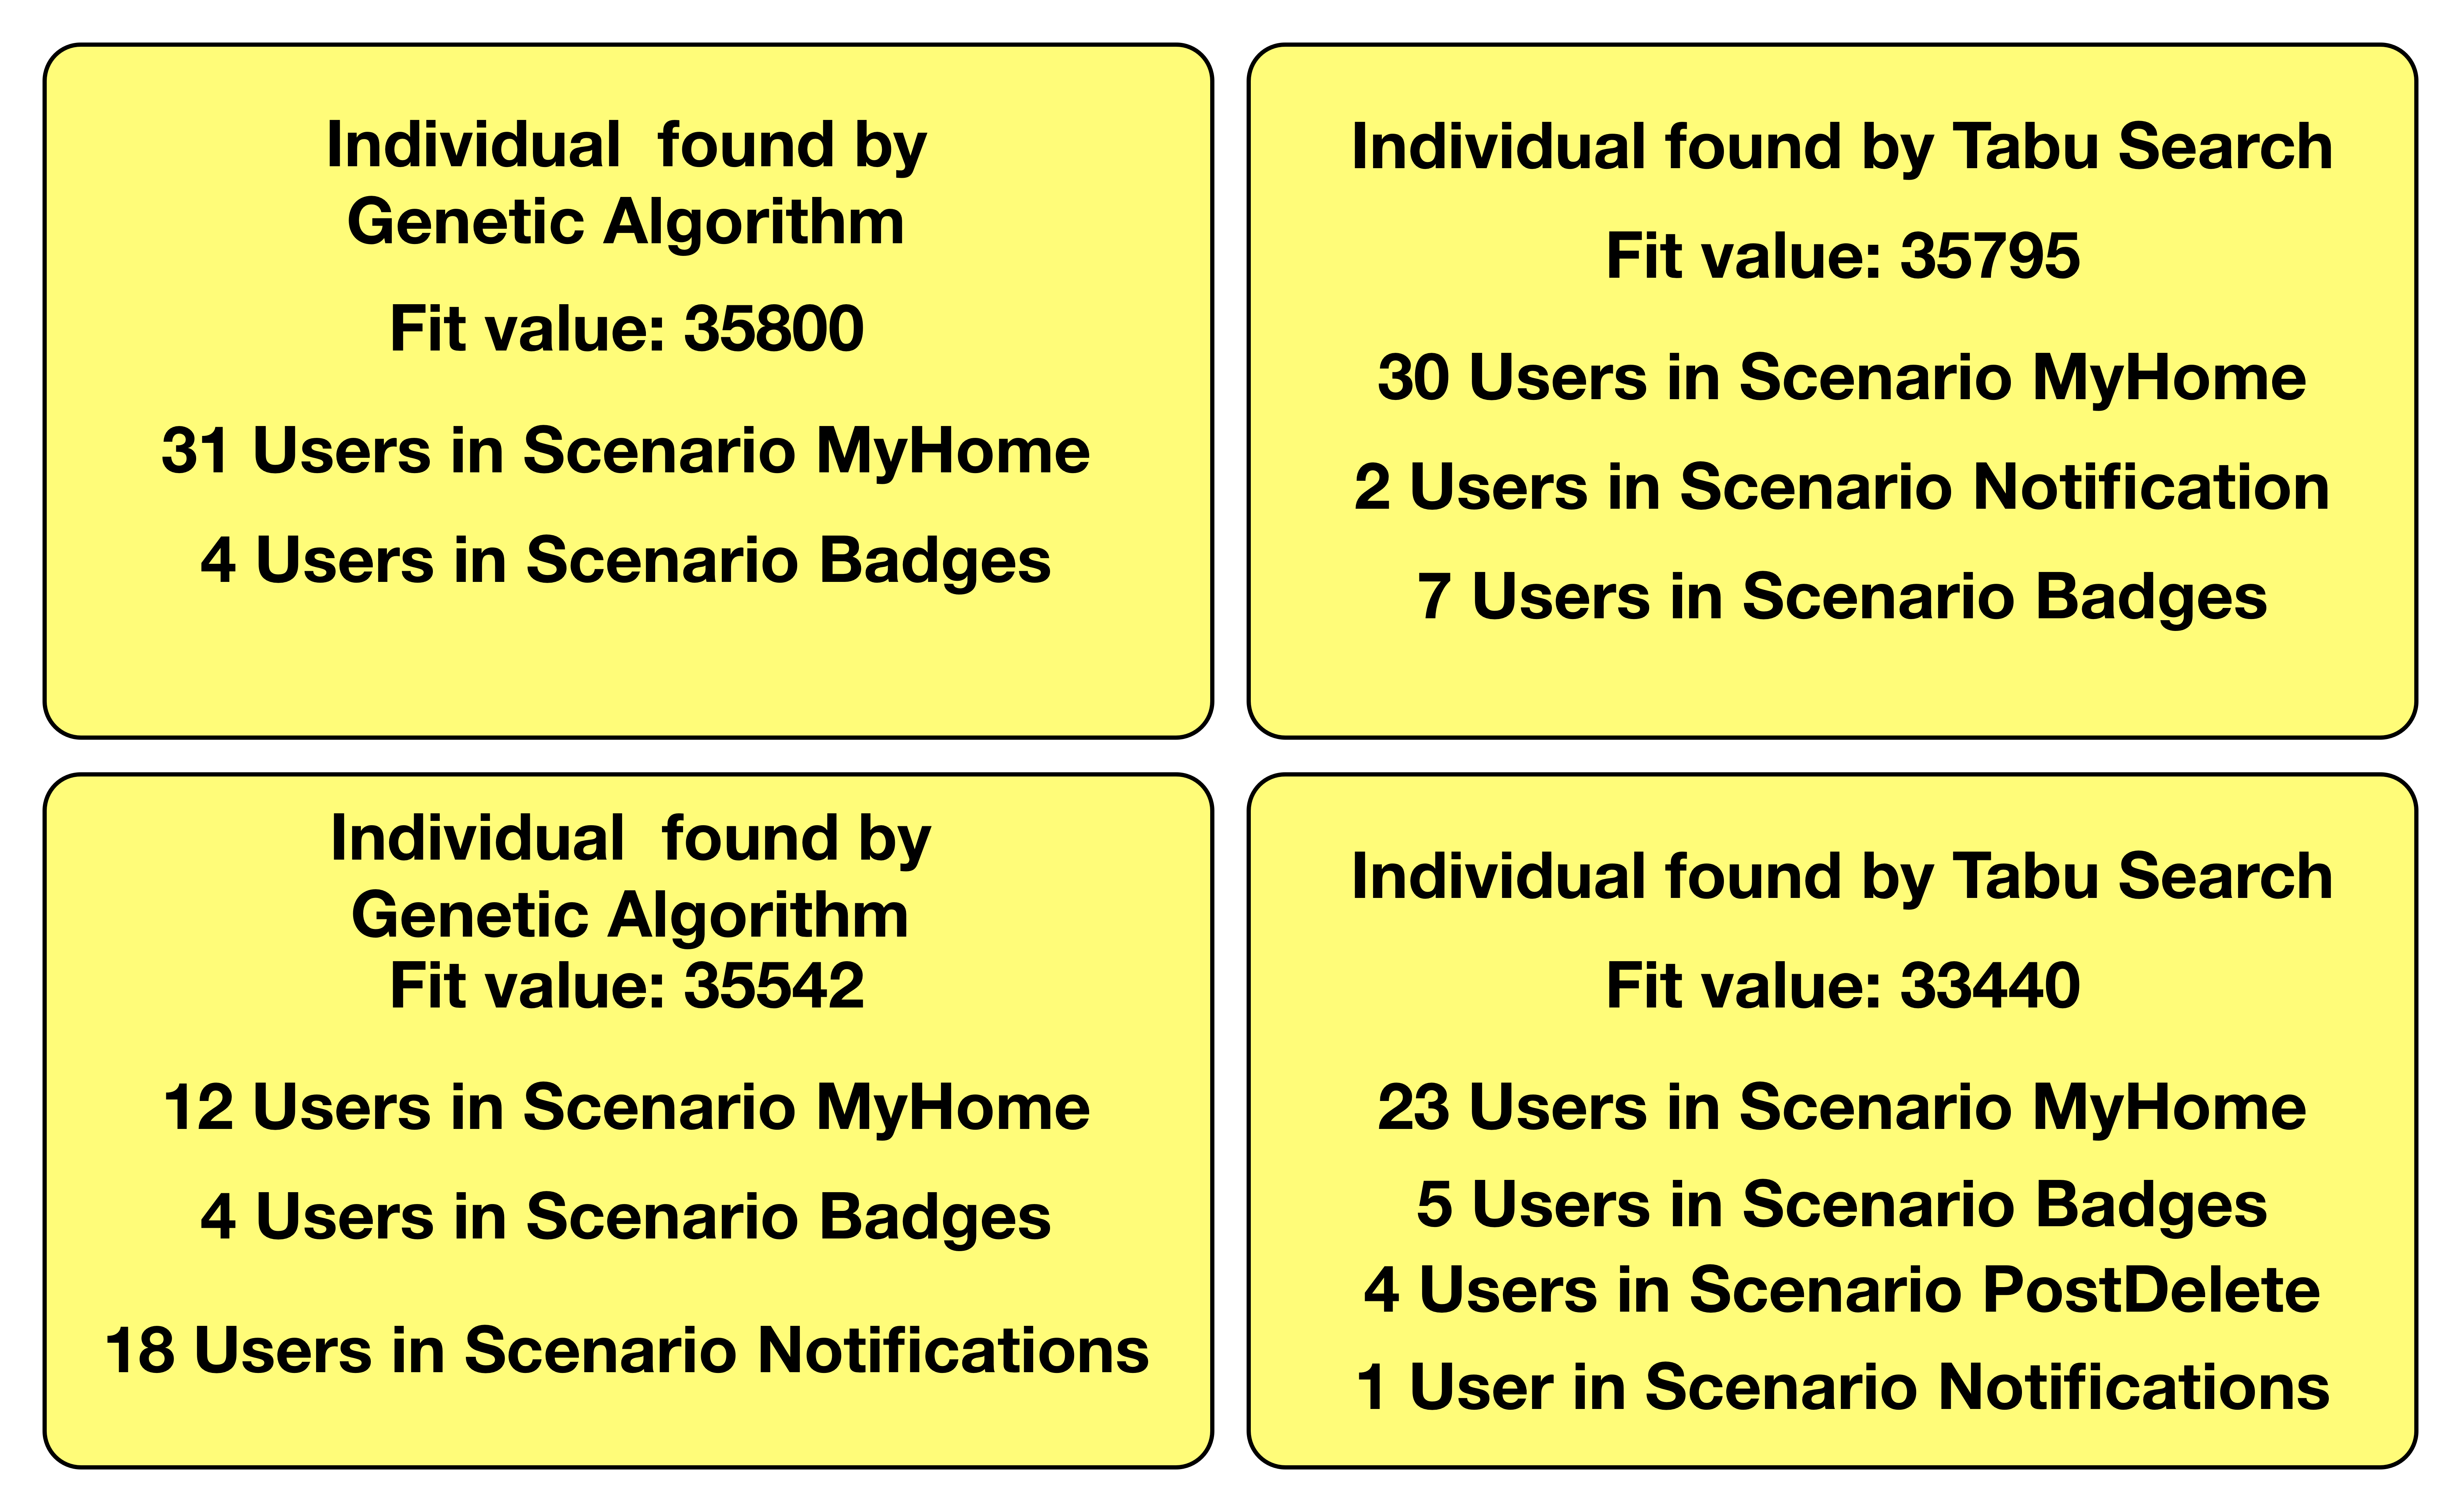 Individual  found by
Genetic Algorithm
Fit value: 35800
31 Users in Scenario MyHome
4 Users in Scenario Badges
Individual found by Tabu Search
Fit value: 35795
30 Users in Scenario MyHome
2 Users in Scenario Notification
7 Users in Scenario Badges
Individual  found by
Genetic Algorithm
Fit value: 35542
12 Users in Scenario MyHome
4 Users in Scenario Badges
18 Users in Scenario Notifications
Individual found by Tabu Search
Fit value: 33440
23 Users in Scenario MyHome
5 Users in Scenario Badges
4 Users in Scenario PostDelete
1 User in Scenario Notifications